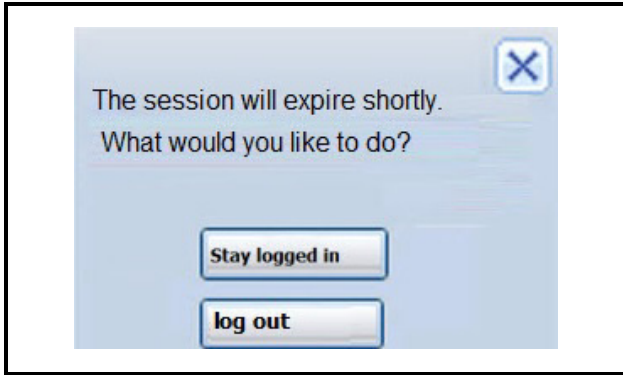 The session will expire shortly.
What would you like to do?
Stay logged in
log out